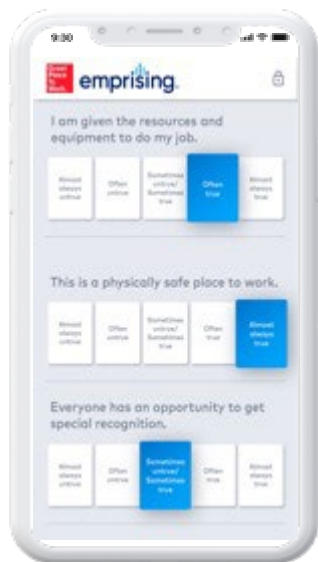 9:30
Great
Place
To
Work.
emprising.
I am given the resources and
equipment to do my job.
Almost
always
untrue
Often
untrue
Sometimes
untrue/
Sometimes
true
Often
true
Almost
always
true
This is a physically safe place to work.
Almost
always
untrue
Often
untrue
Sometimes
untrue/
Sometimes
true
Often
true
Almost
always
true
Everyone has an opportunity to get
special recognition.
Almost
always
untrue
Often
untrue
Sometimes
untrue/
Sometimes
true
Often
true
Almost
always
true